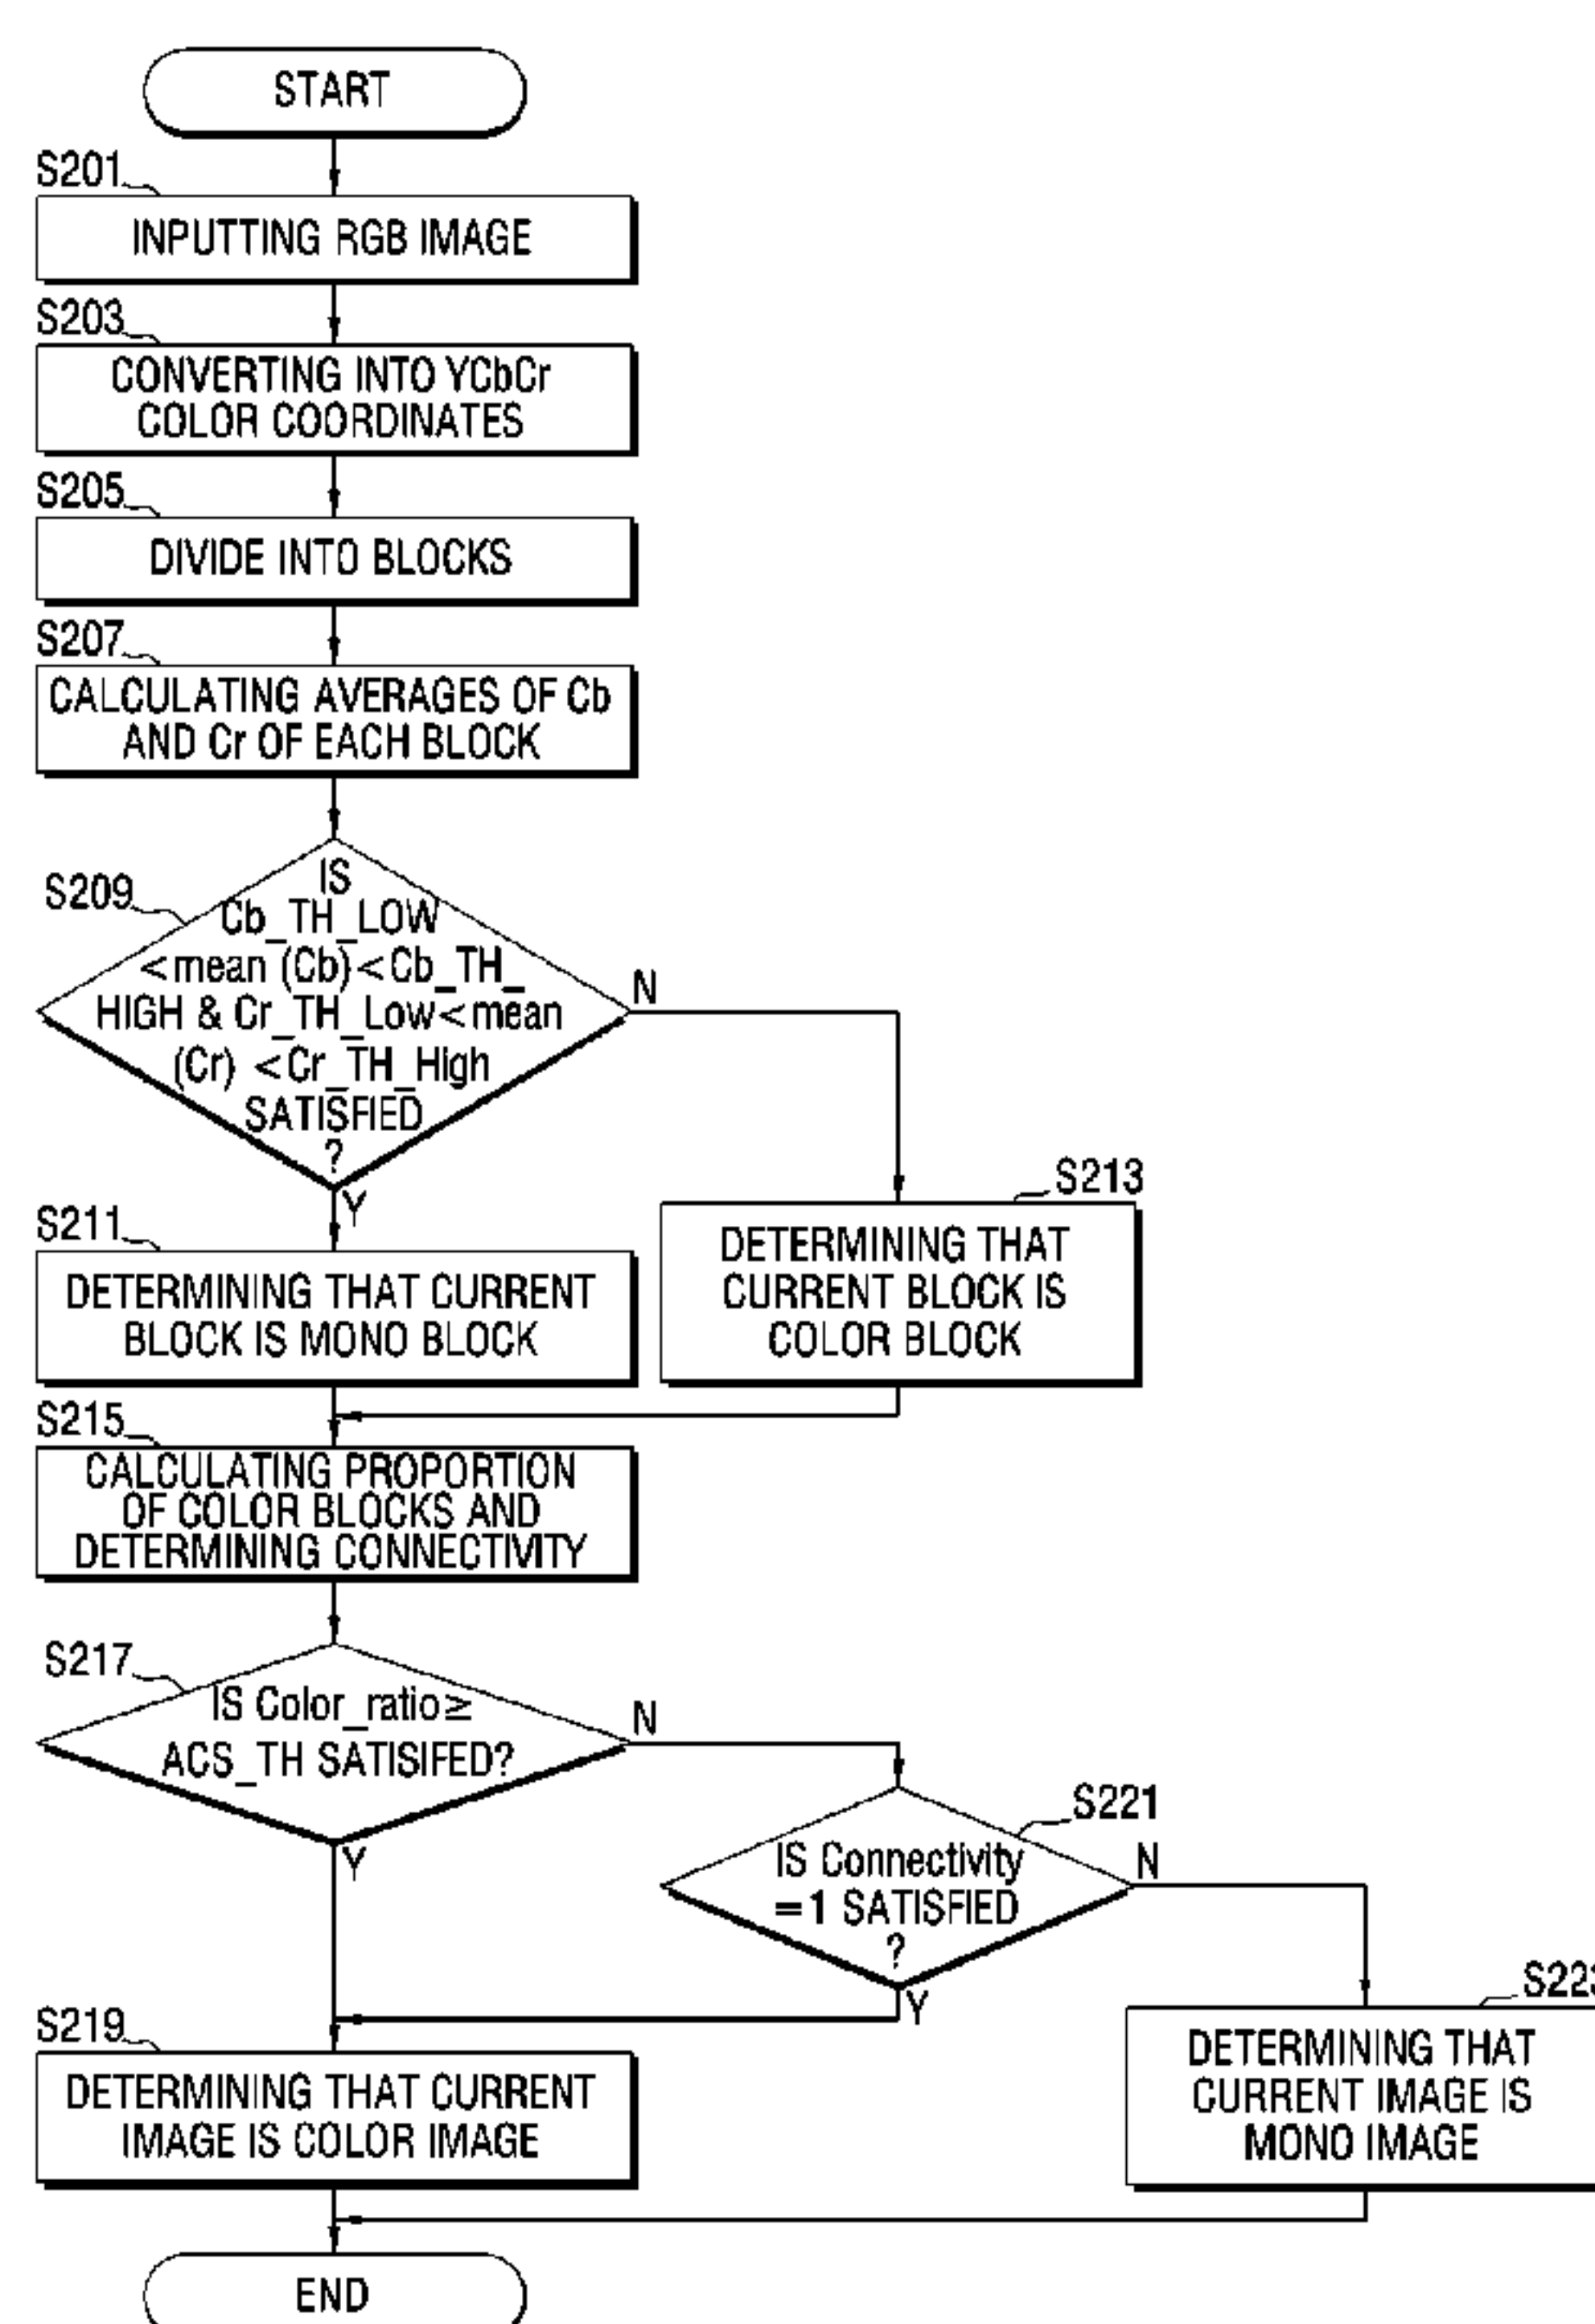 START
S201
INPUTTING RGB IMAGE
S203
CONVERTING INTO YCbCr
COLOR COORDINATES
S205
DIVIDE INTO BLOCKS
S207
CALCULATING AVERAGES OF Cb
AND Cr OF EACH BLOCK
S209
IS
Cb_TH_LOW
<mean (Cb)<Cb_TH_
HIGH & Cr_TH_Low<mean
(Cr) <Cr_TH_High
SATISFIED
?
N
Y
S211
DETERMINING THAT CURRENT
BLOCK IS MONO BLOCK
S213
DETERMINING THAT
CURRENT BLOCK IS
COLOR BLOCK
S215
CALCULATING PROPORTION
OF COLOR BLOCKS AND
DETERMINING CONNECTIVITY
S217
IS Color_ratio≥
ACS_TH SATISIFED?
N
Y
S221
IS Connectivity
=1 SATISFIED
?
N
Y
S219
DETERMINING THAT CURRENT
IMAGE IS COLOR IMAGE
S223
DETERMINING THAT
CURRENT IMAGE IS
MONO IMAGE
END